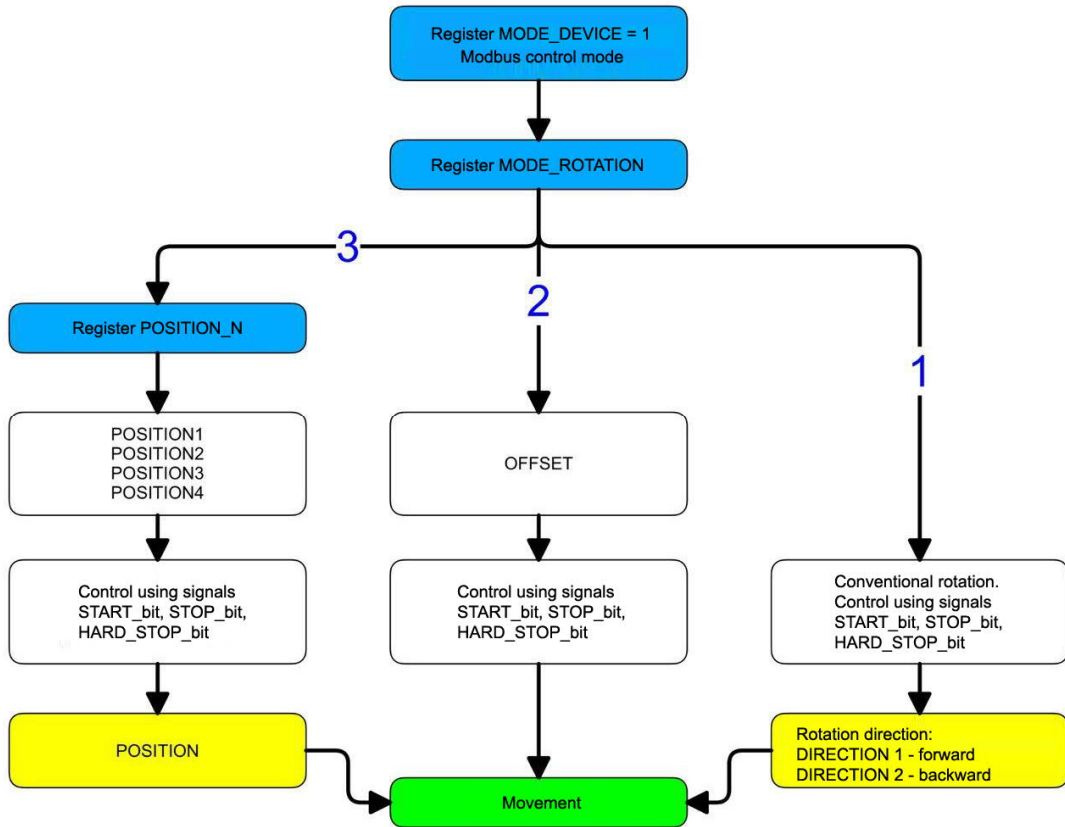 Register MODE_DEVICE = 1
Modbus control mode
Register MODE_ROTATION
3
2
1
Register POSITION_N
POSITION1
POSITION2
POSITION3
POSITION4
OFFSET
Control using signals
START_bit, STOP_bit,
HARD_STOP_bit
Control using signals
START_bit, STOP_bit,
HARD_STOP_bit
Conventional rotation.
Control using signals
START_bit, STOP_bit,
HARD_STOP_bit
POSITION
Rotation direction:
DIRECTION 1 - forward
DIRECTION 2 - backward
Movement